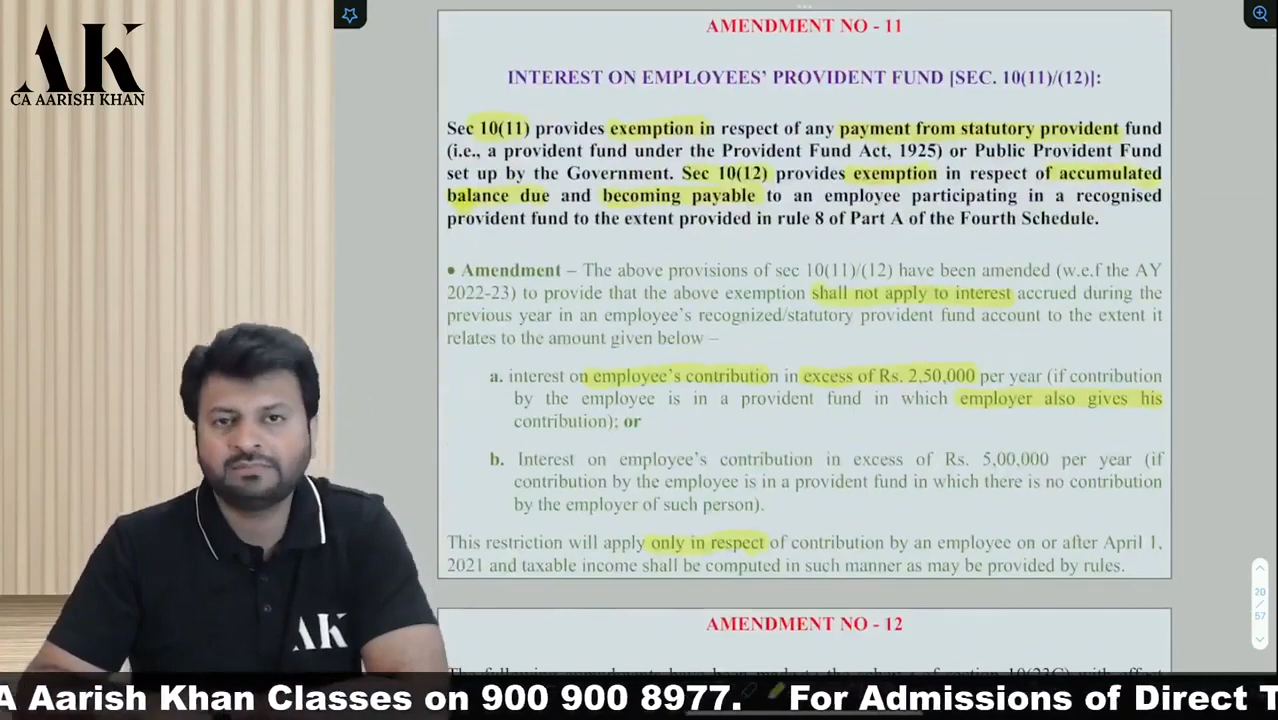 AK
CA AARISH KHAN
AMENDMENT NO - 11
INTEREST ON EMPLOYEES’ PROVIDENT FUND [SEC. 10(11)/(12)]:
Sec 10(11) provides exemption in respect of any payment from statutory provident fund
(i.e., a provident fund under the Provident Fund Act, 1925) or Public Provident Fund
set up by the Government. Sec 10(12) provides exemption in respect of accumulated
balance due and becoming payable to an employee participating in a recognised
provident fund to the extent provided in rule 8 of Part A of the Fourth Schedule.
• Amendment – The above provisions of sec 10(11)/(12) have been amended (w.e.f the AY
2022-23) to provide that the above exemption shall not apply to interest accrued during the
previous year in an employee’s recognized/statutory provident fund account to the extent it
relates to the amount given below –
a. interest on employee’s contribution in excess of Rs. 2,50,000 per year (if contribution
by the employee is in a provident fund in which employer also gives his
contribution); or
b. Interest on employee’s contribution in excess of Rs. 5,00,000 per year (if
contribution by the employee is in a provident fund in which there is no contribution
by the employer of such person).
This restriction will apply only in respect of contribution by an employee on or after April 1,
2021 and taxable income shall be computed in such manner as may be provided by rules.
20
57
AMENDMENT NO - 12
AK
A Aarish Khan Classes on 900 900 8977. For Admissions of Direct T